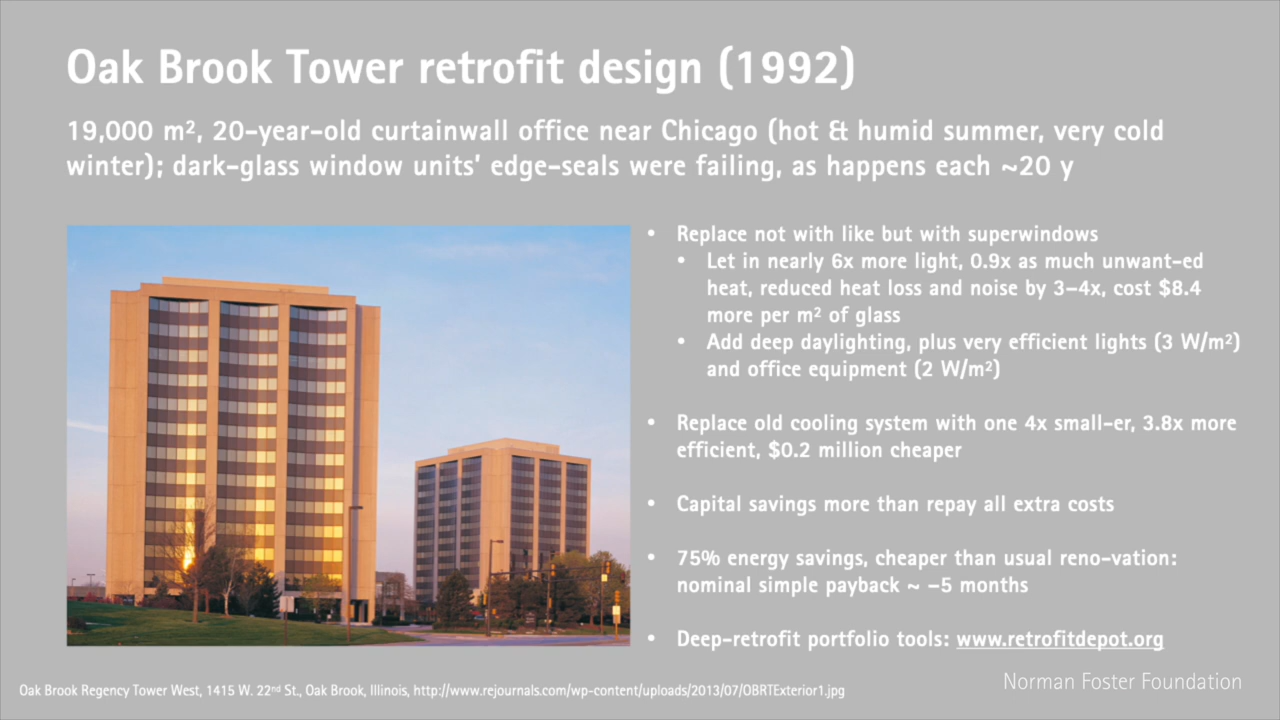 Oak Brook Tower retrofit design (1992)
19,000 m², 20-year-old curtainwall office near Chicago (hot & humid summer, very cold
winter); dark-glass window units’ edge-seals were failing, as happens each ~20 y
• Replace not with like but with superwindows
• Let in nearly 6x more light, 0.9x as much unwant-ed
heat, reduced heat loss and noise by 3–4x, cost $8.4
more per m² of glass
• Add deep daylighting, plus very efficient lights (3 W/m²)
and office equipment (2 W/m²)
• Replace old cooling system with one 4x small-er, 3.8x more
efficient, $0.2 million cheaper
• Capital savings more than repay all extra costs
• 75% energy savings, cheaper than usual reno-vation:
nominal simple payback ~ –5 months
• Deep-retrofit portfolio tools: www.retrofitdepot.org
Oak Brook Regency Tower West, 1415 W. 22nd St., Oak Brook, Illinois, http://www.rejournals.com/wp-content/uploads/2013/07/OBRTExterior1.jpg
Norman Foster Foundation